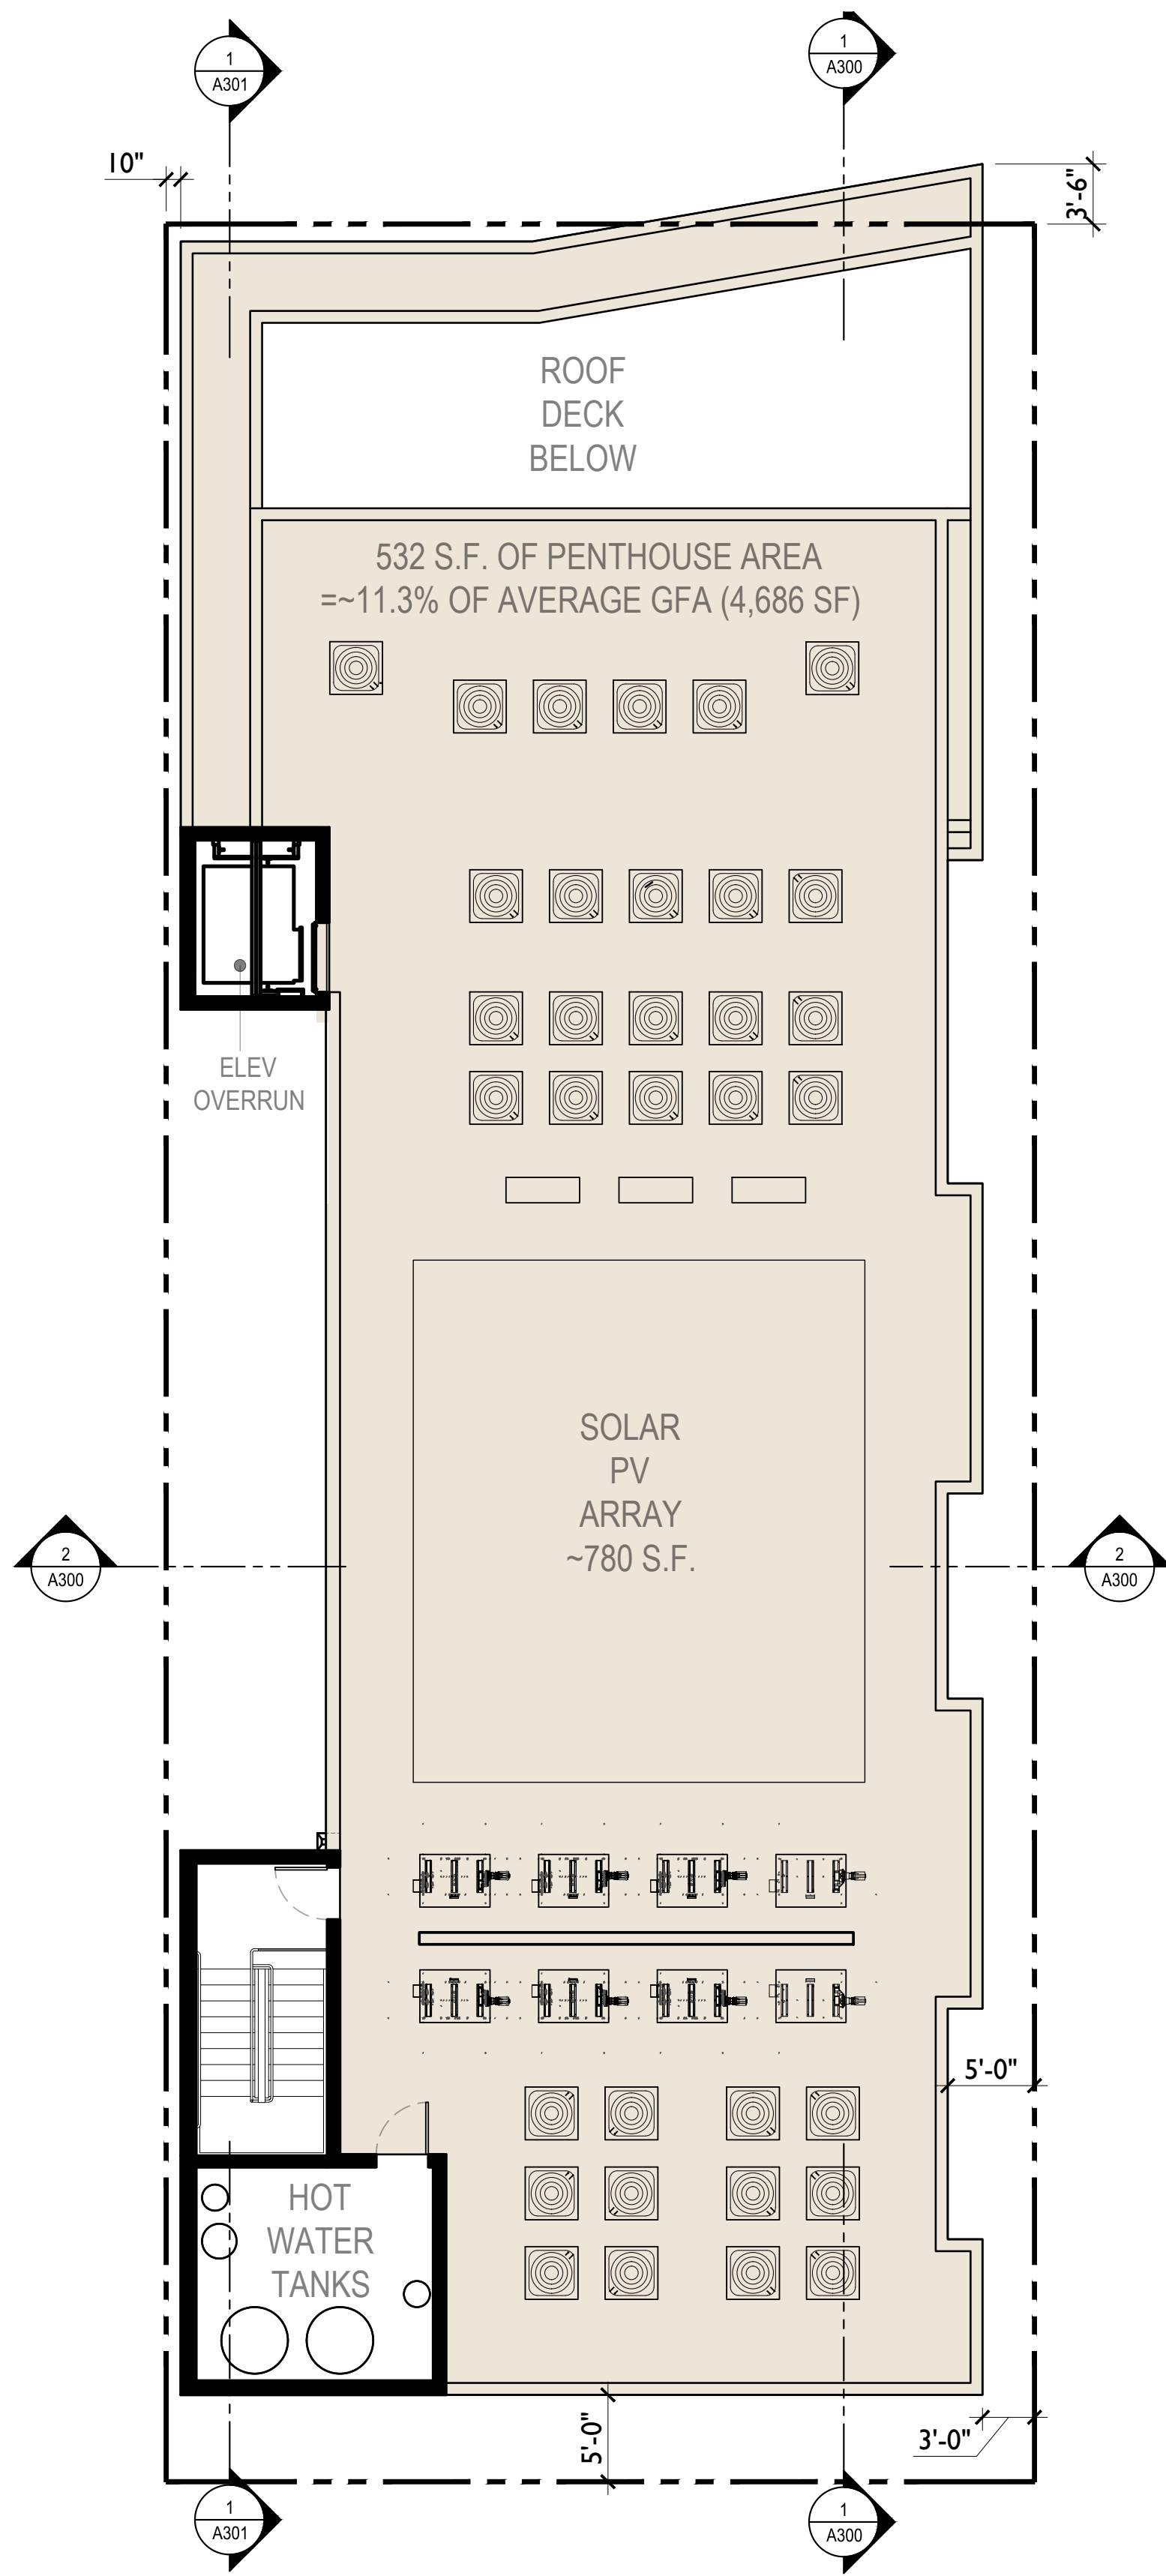 1
A301
1
A300
10"
3'-6"
ROOF
DECK
BELOW
532 S.F. OF PENTHOUSE AREA
=~11.3% OF AVERAGE GFA (4,686 SF)
ELEV
OVERRUN
SOLAR
PV
ARRAY
~780 S.F.
2
A300
2
A300
5'-0"
HOT
WATER
TANKS
5'-0"
3'-0"
1
A301
1
A300